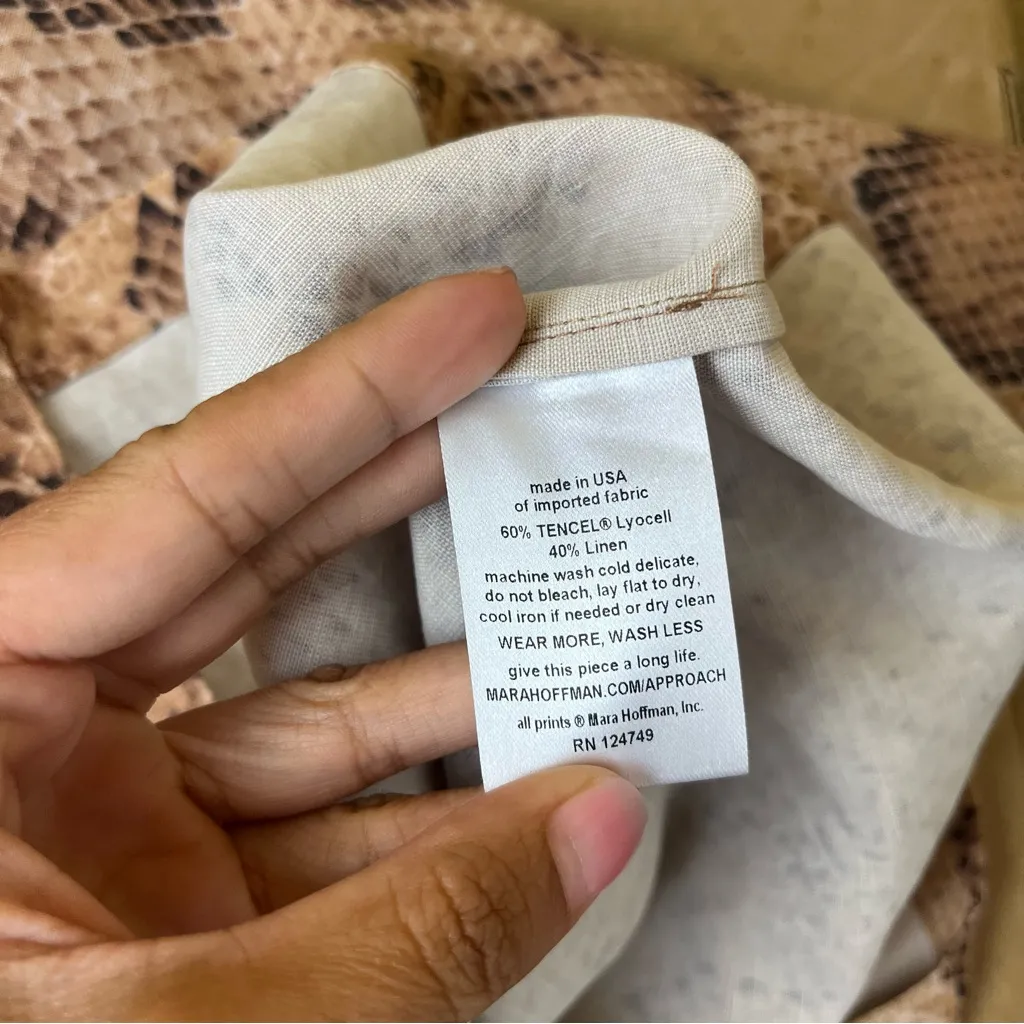 made in USA
of imported fabric
60% TENCEL® Lyocell
40% Linen
machine wash cold delicate,
do not bleach, lay flat to dry,
cool iron if needed or dry clean
WEAR MORE, WASH LESS
give this piece a long life.
MARAHOFFMAN.COM/APPROACH
all prints ® Mara Hoffman, Inc.
RN 124749